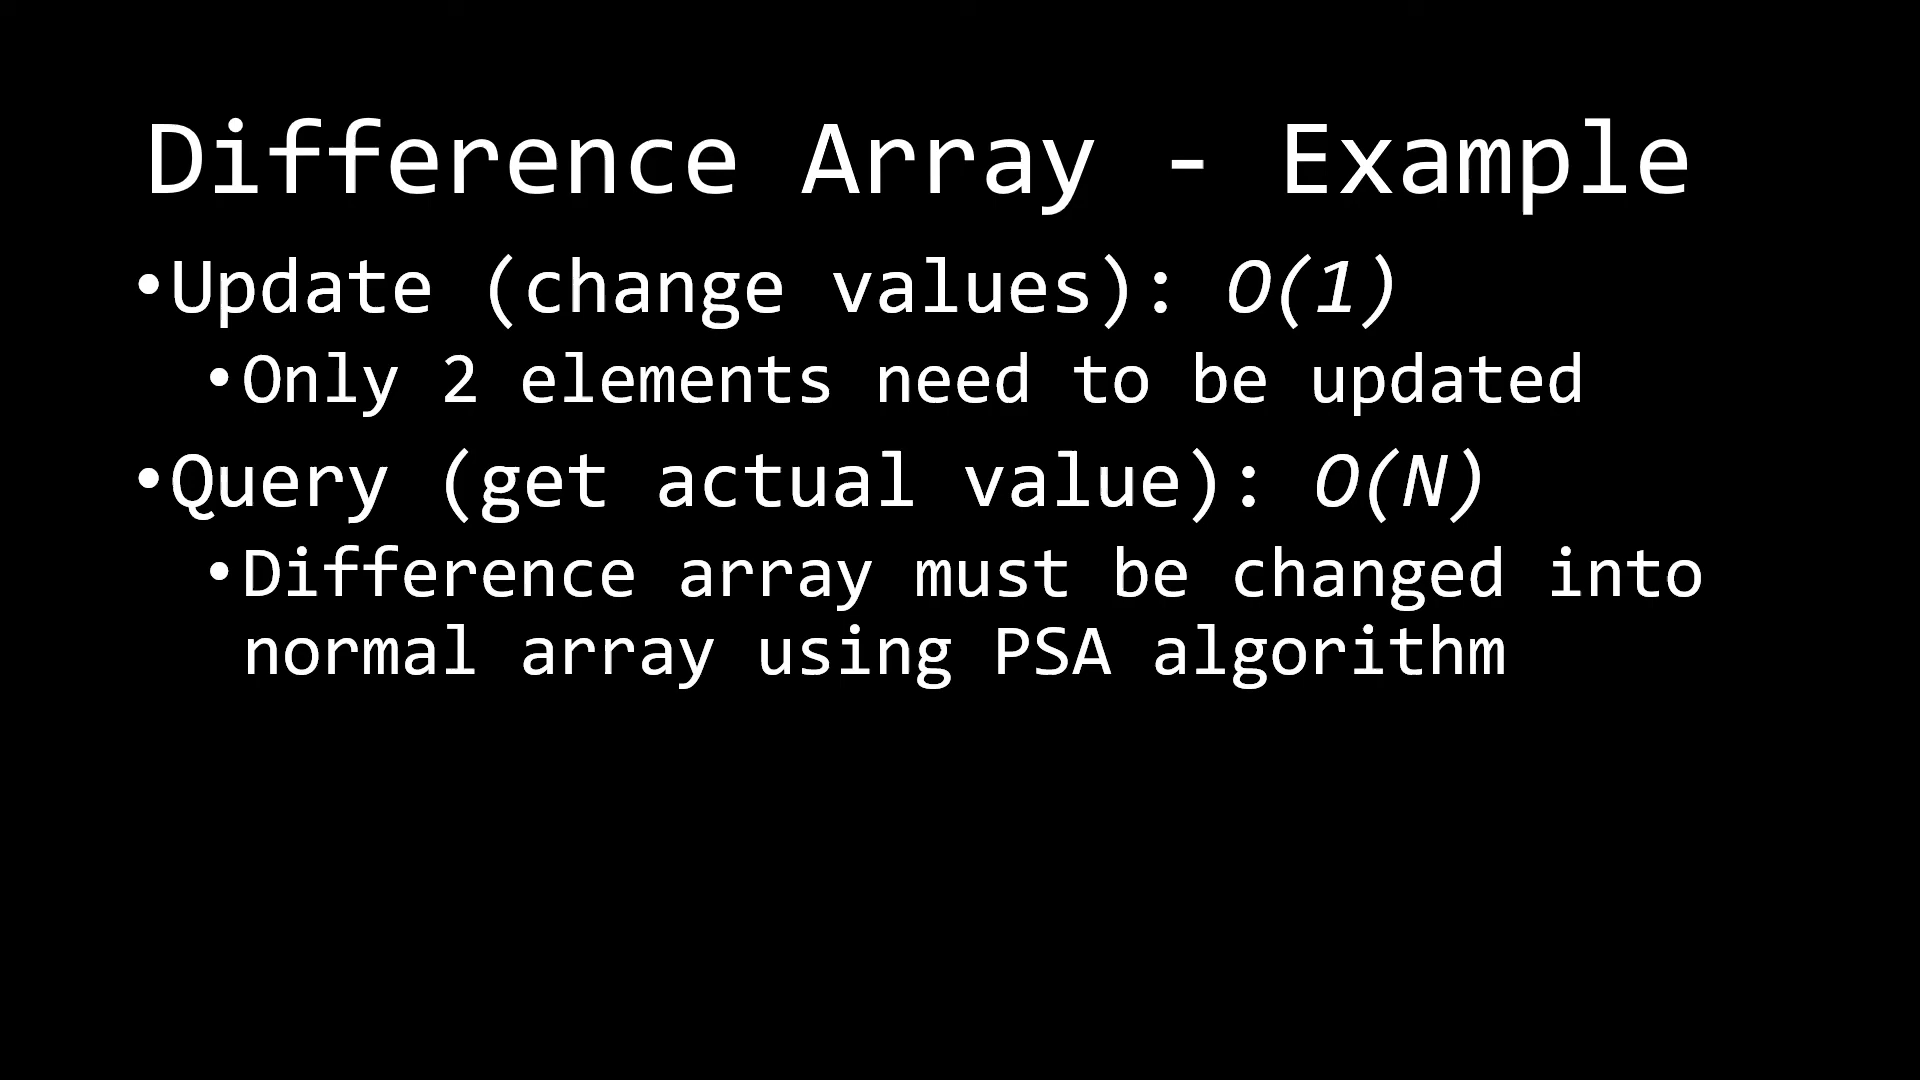 Difference Array - Example
•Update (change values): O(1)
•Only 2 elements need to be updated
•Query (get actual value): O(N)
•Difference array must be changed into
normal array using PSA algorithm